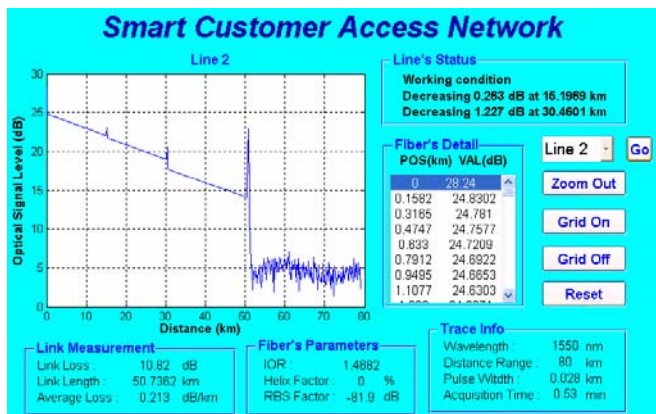 Smart Customer Access Network
Line 2
30
25
20
15
10
5
0
Optical Signal Level (dB)
0 10 20 30 40 50 60 70 80
Distance (km)
Line's Status
Working condition
Decreasing 0.263 dB at 15.1969 km
Decreasing 1.227 dB at 30.4601 km
Fiber's Detail
POS(km) VAL(dB)
0 28.24
0.1582 24.8302
0.3165 24.781
0.4747 24.7577
0.633 24.7209
0.7912 24.6922
0.9495 24.6653
1.1077 24.6303
Line 2
Go
Zoom Out
Grid On
Grid Off
Reset
Link Measurement
Link Loss : 10.82 dB
Link Length : 50.7362 km
Average Loss : 0.213 dB/km
Fiber's Parameters
IOR : 1.4682
Helix Factor : 0 %
RBS Factor : -81.9 dB
Trace Info
Wavelength : 1550 nm
Distance Range : 80 km
Pulse Witdth : 0.028 km
Acquisition Time : 0.53 min